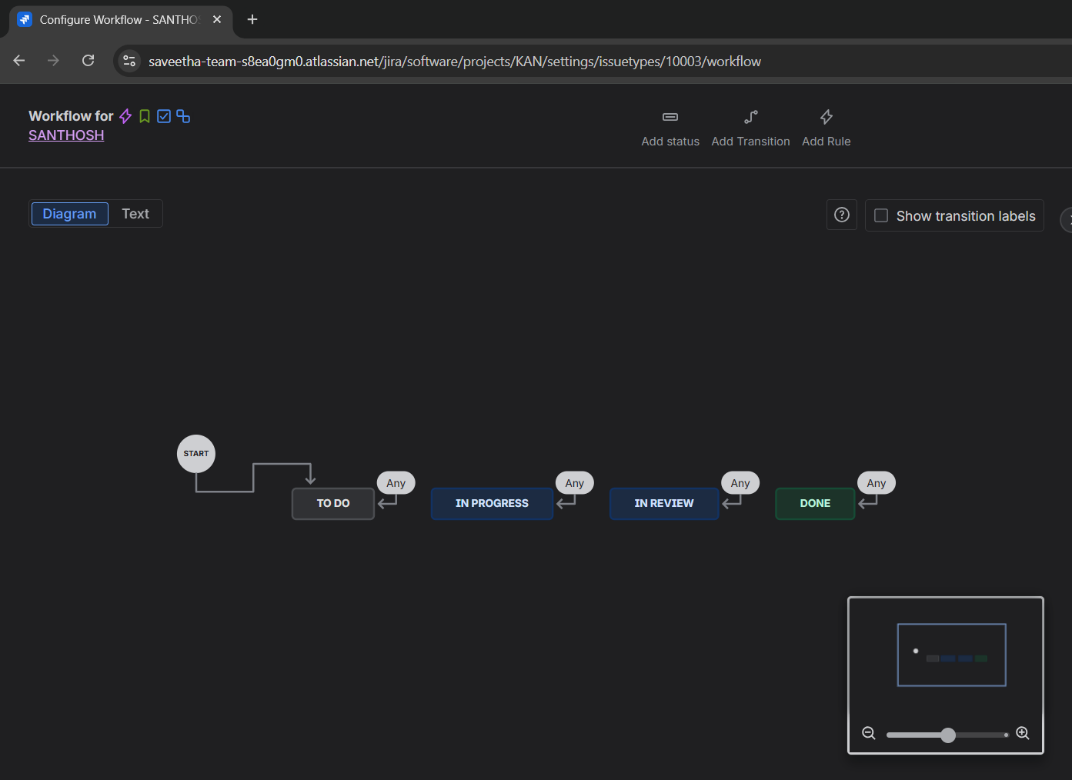 Configure Workflow - SANTHO
saveetha-team-s8ea0gm0.atlassian.net/jira/software/projects/KAN/settings/issuetypes/10003/workflow
Workflow for
SANTHOSH
Add status Add Transition Add Rule
Diagram Text
Show transition labels
START
Any Any Any Any
TO DO IN PROGRESS IN REVIEW DONE